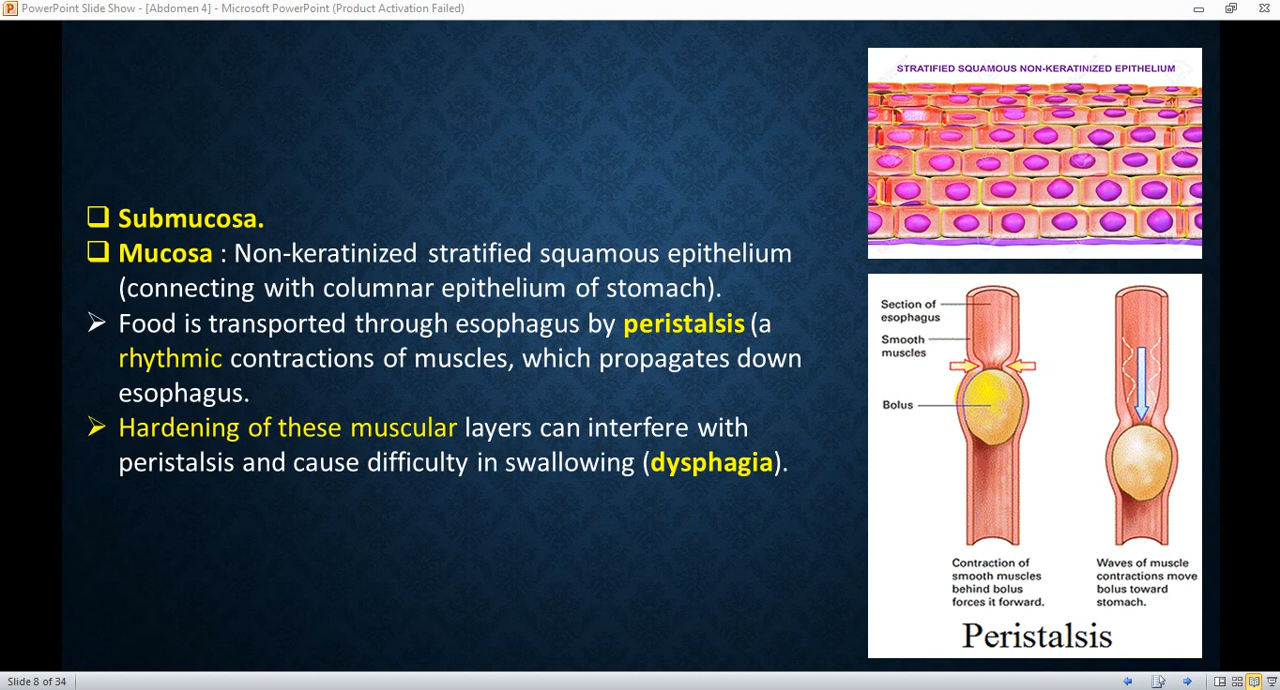 PowerPoint Slide Show - [Abdomen 4] - Microsoft PowerPoint (Product Activation Failed)
❑ Submucosa.
❑ Mucosa : Non-keratinized stratified squamous epithelium
(connecting with columnar epithelium of stomach).
➢ Food is transported through esophagus by peristalsis (a
rhythmic contractions of muscles, which propagates down
esophagus.
➢ Hardening of these muscular layers can interfere with
peristalsis and cause difficulty in swallowing (dysphagia).
STRATIFIED SQUAMOUS NON-KERATINIZED EPITHELIUM
Section of
esophagus
Smooth
muscles
Bolus
Contraction of
smooth muscles
behind bolus
forces it forward.
Waves of muscle
contractions move
bolus toward
stomach.
Peristalsis
Slide 8 of 34